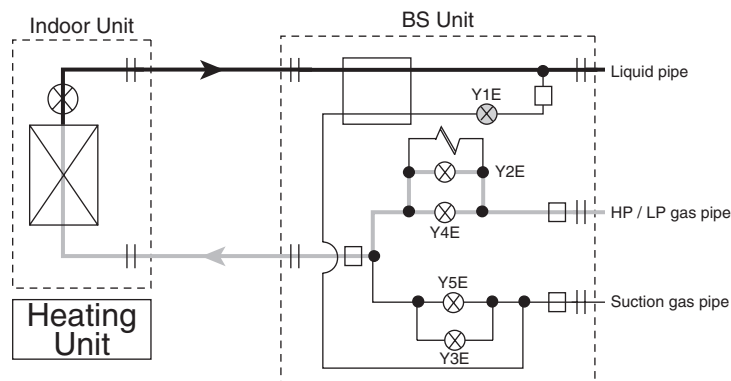 Indoor Unit
BS Unit
Liquid pipe
Y1E
Y2E
HP / LP gas pipe
Y4E
Y5E
Suction gas pipe
Y3E
Heating
Unit